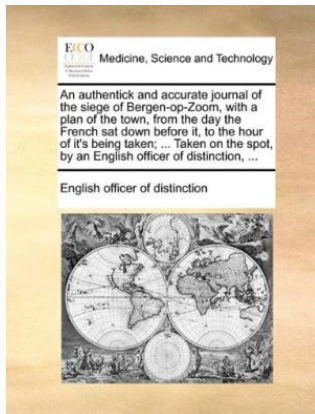 ECCO
Medicine, Science and Technology
An authentick and accurate journal of
the siege of Bergen-op-Zoom, with a
plan of the town, from the day the
French sat down before it, to the hour
of it's being taken; ... Taken on the spot,
by an English officer of distinction, ...
English officer of distinction